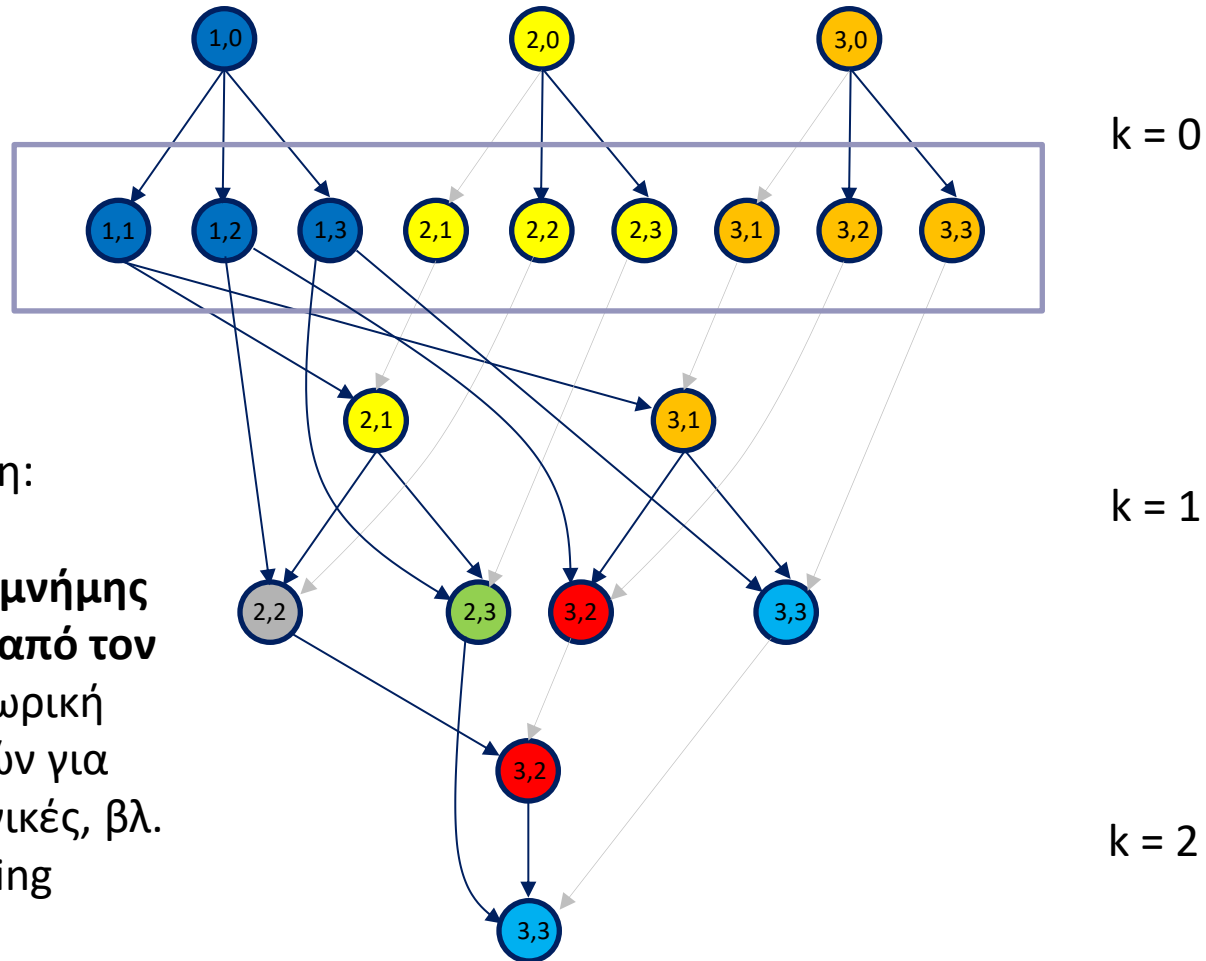 1,0
2,0
3,0
k = 0
1,1
1,2
1,3
2,1
2,2
2,3
3,1
3,2
3,3
2,1
3,1
η:
k = 1
μνήμης
2,2
2,3
3,2
3,3
από τον
ωρική
ών για
3,2
νικές, βλ.
k = 2
ing
3,3